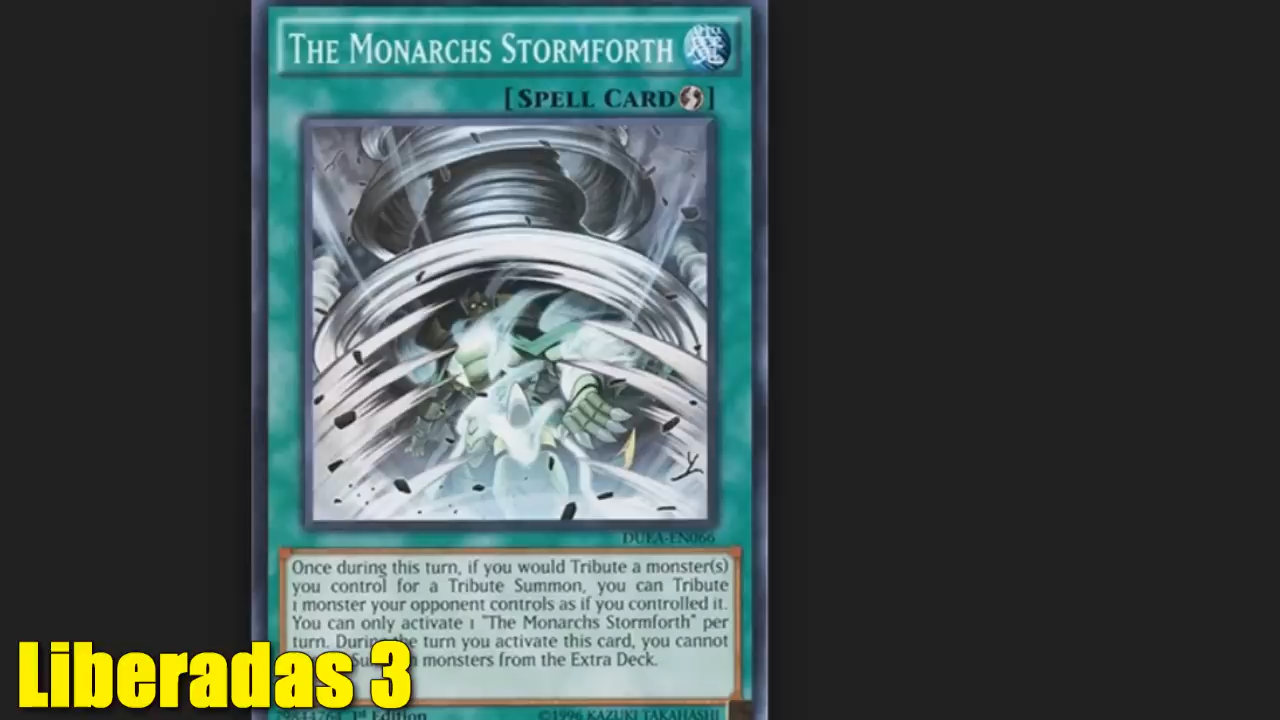 THE MONARCHS STORMFORTH 魔
[SPELL CARD]
DUEA-EN066
Once during this turn, if you would Tribute a monster(s)
you control for a Tribute Summon, you can Tribute
1 monster your opponent controls as if you controlled it.
You can only activate 1 "The Monarchs Stormforth" per
turn. During the turn you activate this card, you cannot
monsters from the Extra Deck.
Liberadas 3
1st Edition
©1996 KAZUKI TAKAHASHI